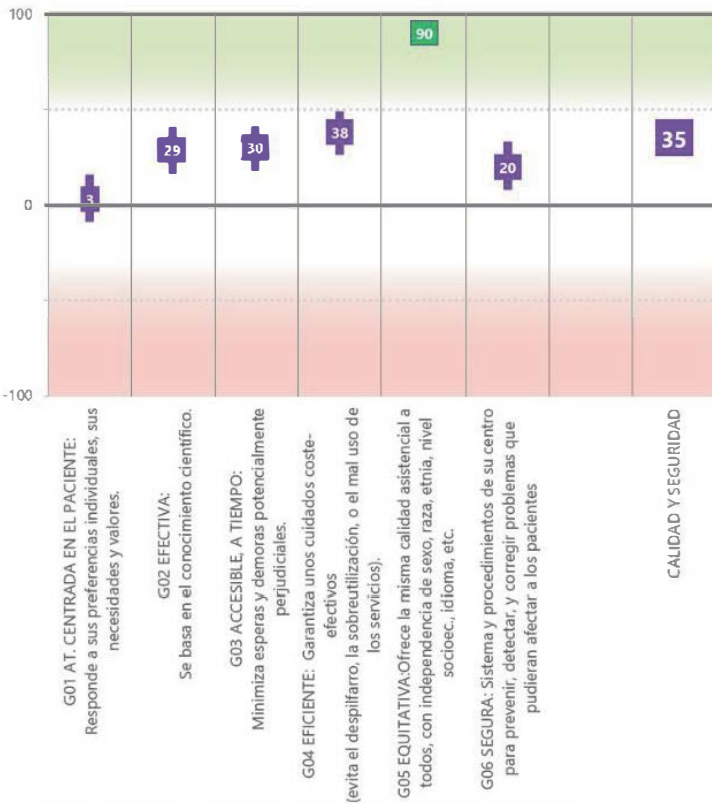 100
90
38
29
30
35
20
3
0
-100
G01 AT. CENTRADA EN EL PACIENTE:
Responde a sus preferencias individuales, sus
necesidades y valores.
G02 EFECTIVA:
Se basa en el conocimiento científico.
G03 ACCESIBLE, A TIEMPO:
Minimiza esperas y demoras potencialmente
perjudiciales.
G04 EFICIENTE: Garantiza unos cuidados coste-
efectivos
(evita el despilfarro, la sobreutilización, o el mal uso de
los servicios).
G05 EQUITATIVA:Ofrece la misma calidad asistencial a
todos, con independencia de sexo, raza, etnia, nivel
socioec., idioma, etc.
G06 SEGURA: Sistema y procedimientos de su centro
para prevenir, detectar, y corregir problemas que
pudieran afectar a los pacientes
CALIDAD Y SEGURIDAD